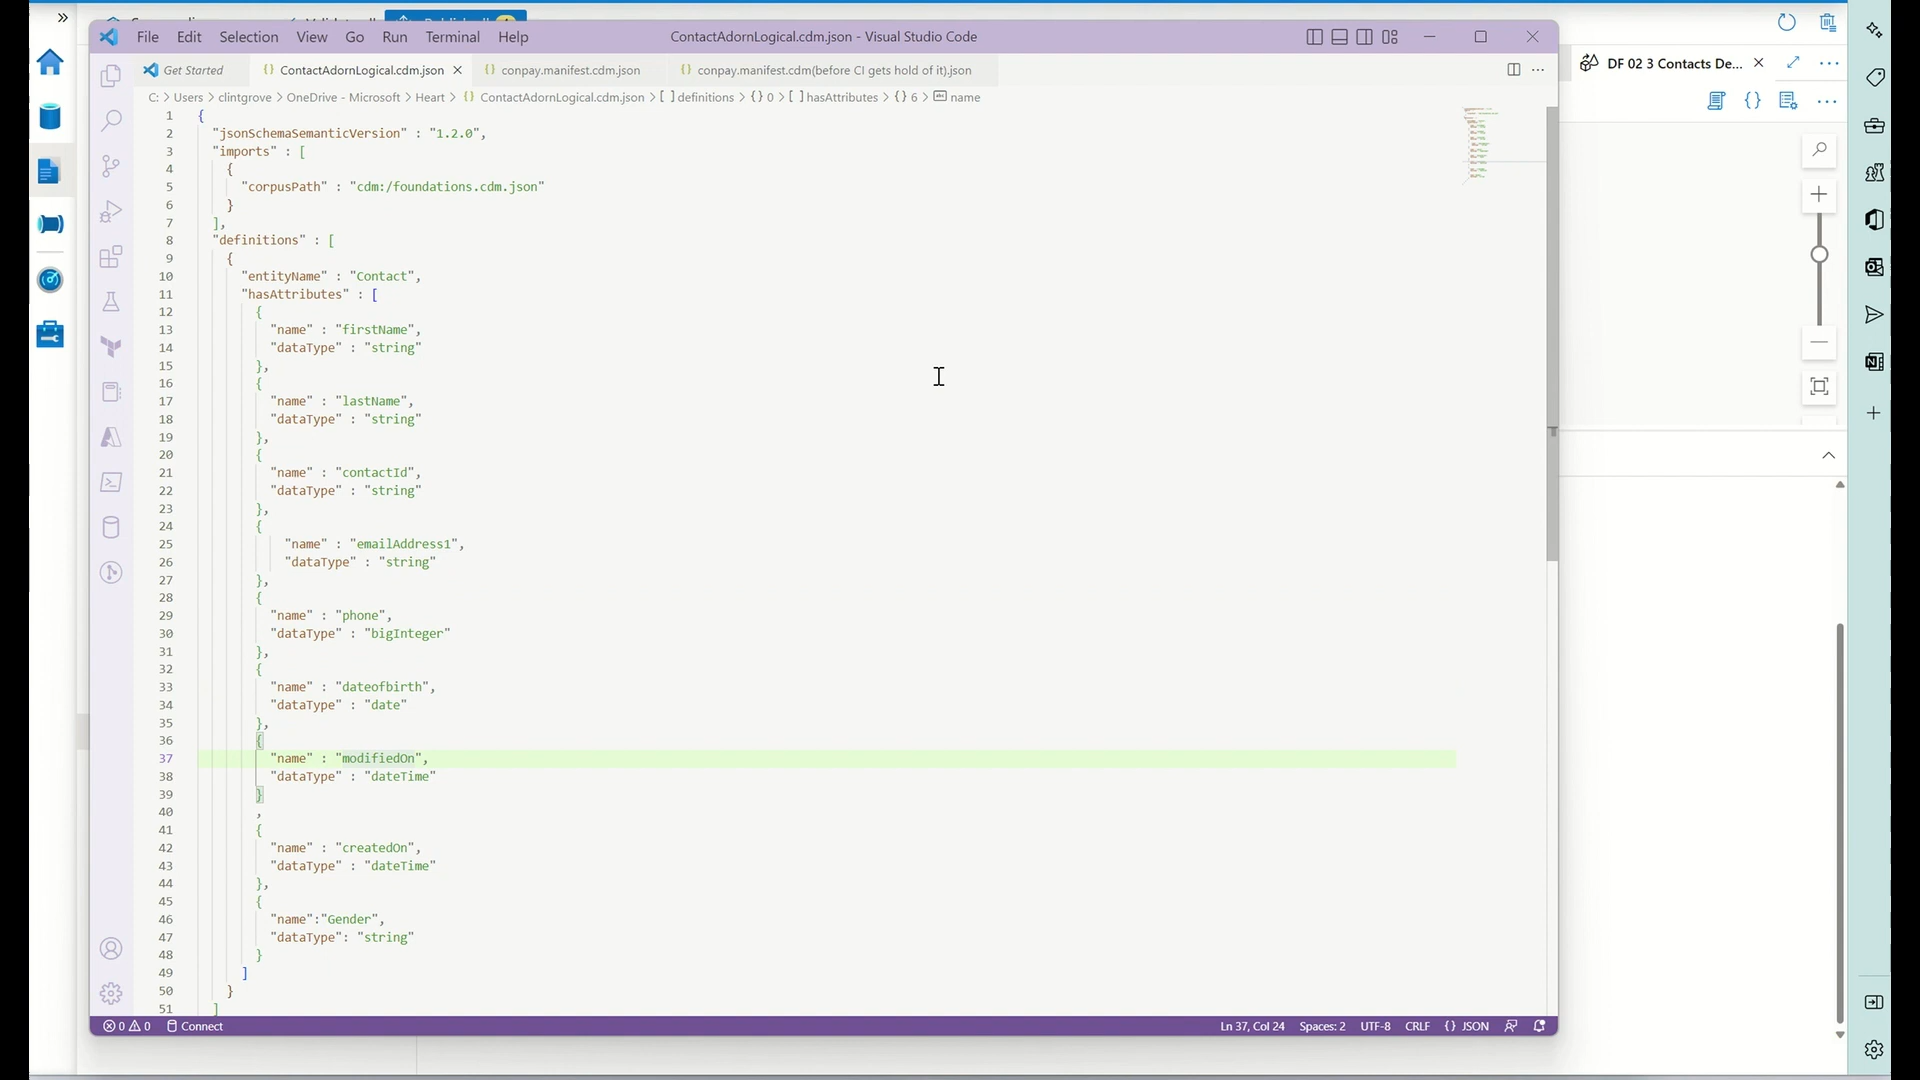 File Edit Selection View Go Run Terminal Help ContactAdornLogical.cdm.json - Visual Studio Code
Get Started ContactAdornLogical.cdm.json conpay.manifest.cdm.json conpay.manifest.cdm(before CI gets hold of it).json
DF 02 3 Contacts De...
C: > Users > clintgrove > OneDrive - Microsoft > Heart > {} ContactAdornLogical.cdm.json > [ ] definitions > {} 0 > [ ] hasAttributes > {} 6 > abc name
1 {
2 "jsonSchemaSemanticVersion" : "1.2.0",
3 "imports" : [
4 {
5 "corpusPath" : "cdm:/foundations.cdm.json"
6 }
7 ],
8 "definitions" : [
9 {
10 "entityName" : "Contact",
11 "hasAttributes" : [
12 {
13 "name" : "firstName",
14 "dataType" : "string"
15 },
16 {
17 "name" : "lastName",
18 "dataType" : "string"
19 },
20 {
21 "name" : "contactId",
22 "dataType" : "string"
23 },
24 {
25 "name" : "emailAddress1",
26 "dataType" : "string"
27 },
28 {
29 "name" : "phone",
30 "dataType" : "bigInteger"
31 },
32 {
33 "name" : "dateofbirth",
34 "dataType" : "date"
35 },
36 {
37 "name" : "modifiedOn",
38 "dataType" : "dateTime"
39 }
40 ,
41 {
42 "name" : "createdOn",
43 "dataType" : "dateTime"
44 },
45 {
46 "name":"Gender",
47 "dataType": "string"
48 }
49 ]
50 }
51 ]
0 0 Connect Ln 37, Col 24 Spaces: 2 UTF-8 CRLF {} JSON